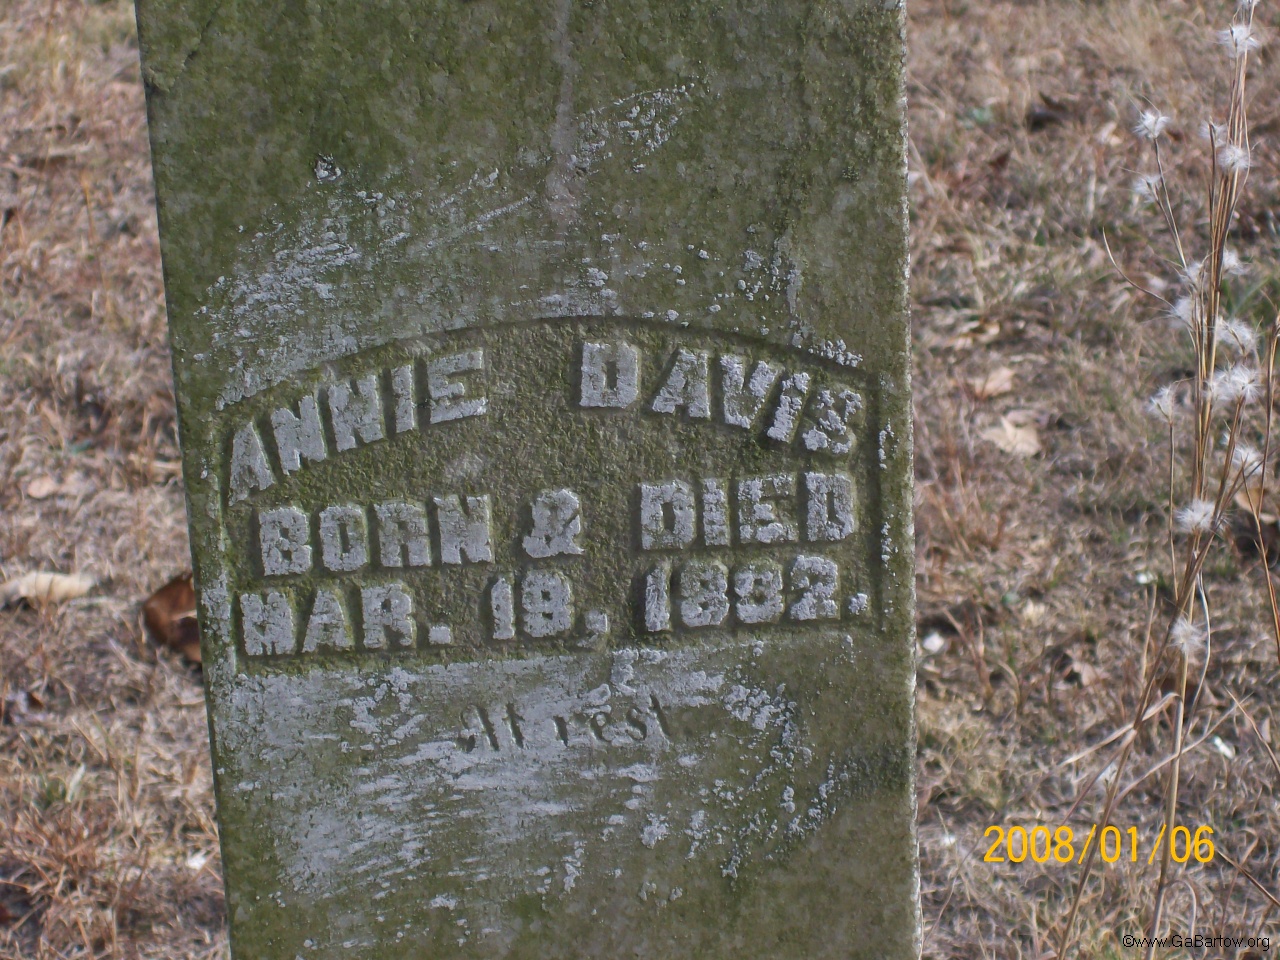 ANNIE DAVIS
BORN & DIED
MAR. 19, 1892.
At rest
2008/01/06
©www.GaBartow.org